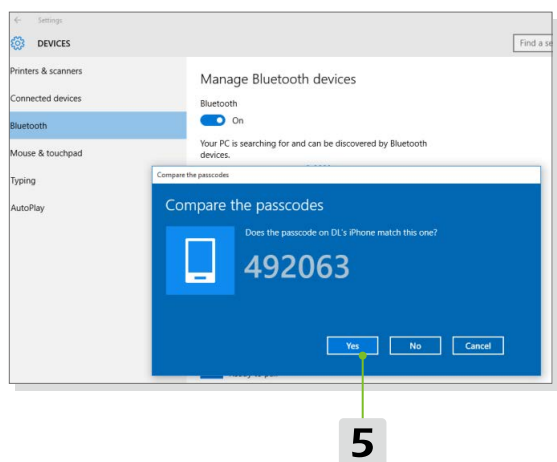 ← Settings
DEVICES
Find a se
Printers & scanners
Connected devices
Bluetooth
Mouse & touchpad
Typing
AutoPlay
Manage Bluetooth devices
Bluetooth
On
Your PC is searching for and can be discovered by Bluetooth
devices.
Compare the passcodes
Compare the passcodes
Does the passcode on DL's iPhone match this one?
492063
Yes No Cancel
5